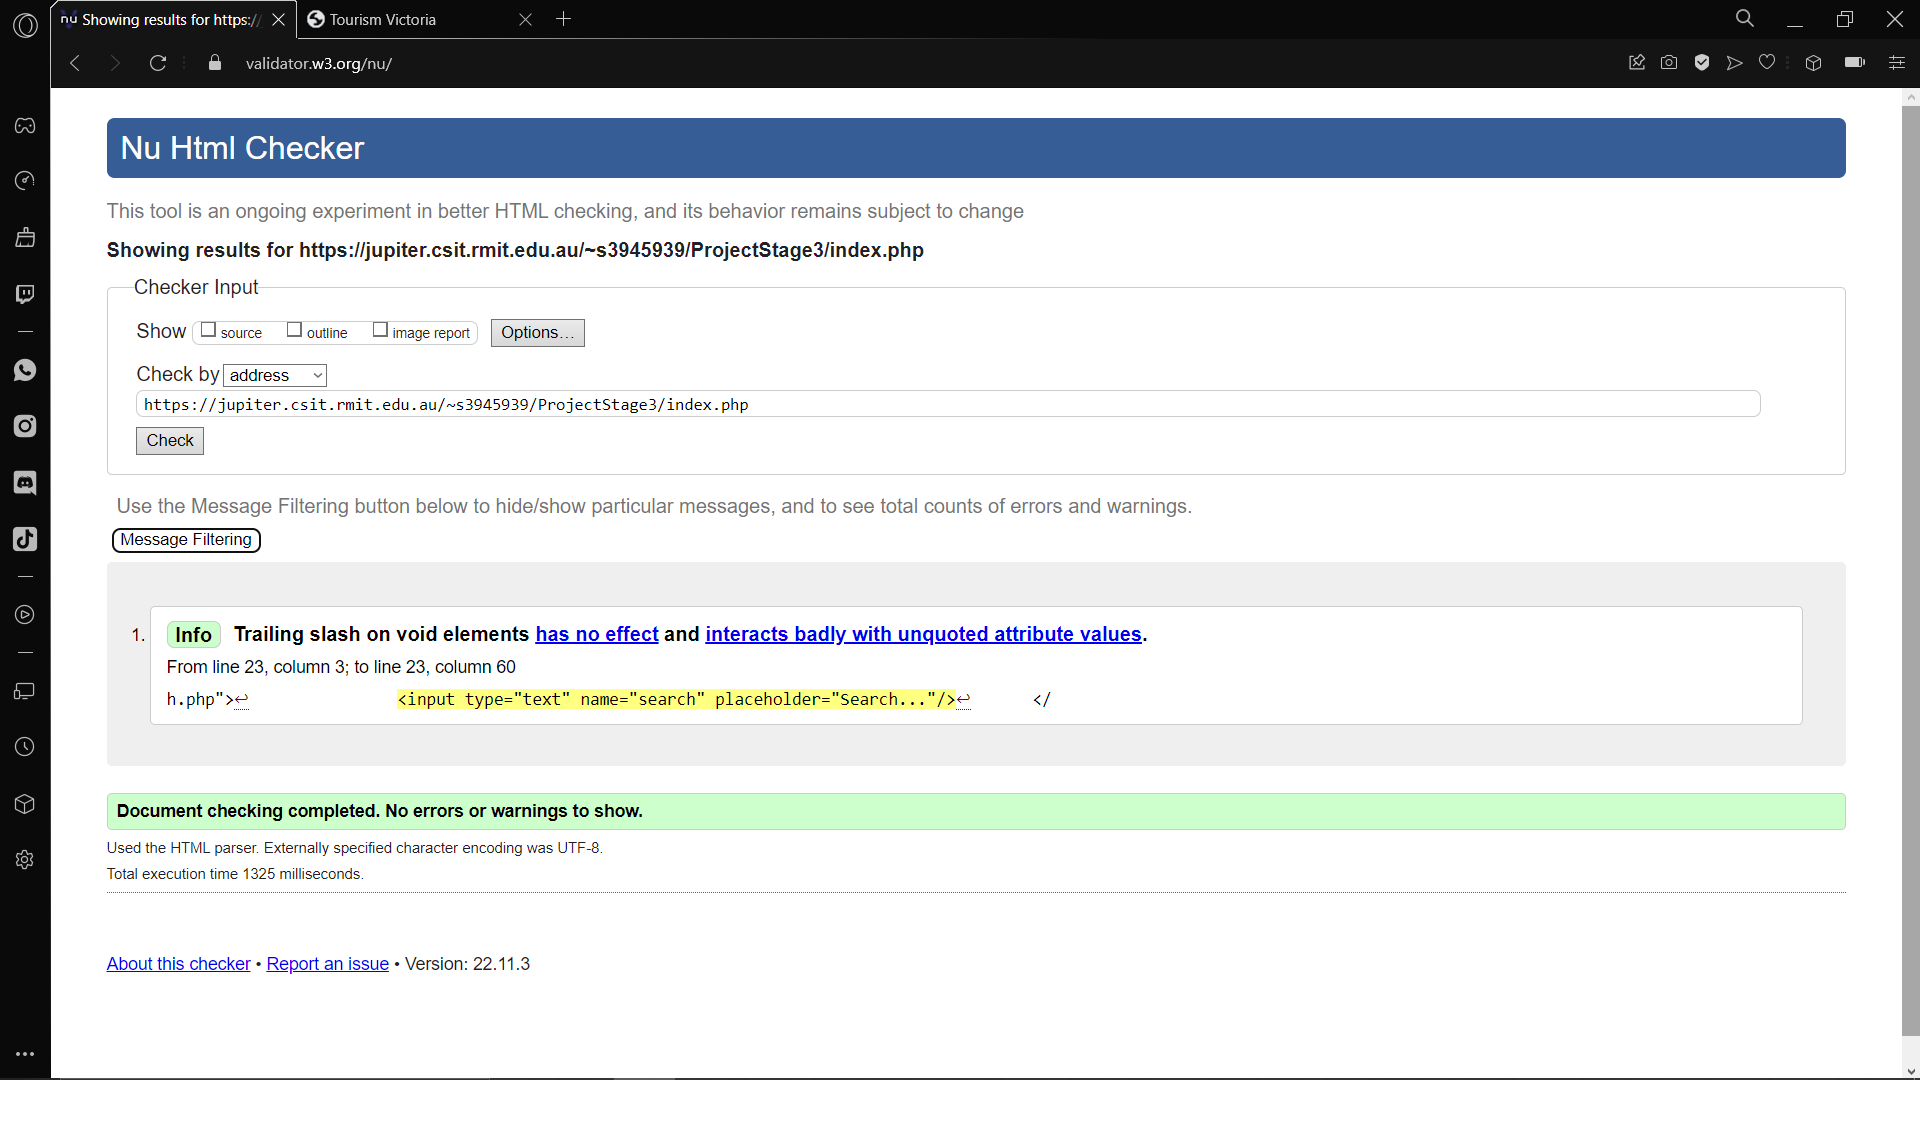 nu Showing results for https:/
Tourism Victoria
validator.w3.org/nu/
Nu Html Checker
This tool is an ongoing experiment in better HTML checking, and its behavior remains subject to change
Showing results for https://jupiter.csit.rmit.edu.au/~s3945939/ProjectStage3/index.php
Checker Input
Show source outline image report Options...
Check by address
https://jupiter.csit.rmit.edu.au/~s3945939/ProjectStage3/index.php
Check
Use the Message Filtering button below to hide/show particular messages, and to see total counts of errors and warnings.
Message Filtering
1. Info Trailing slash on void elements has no effect and interacts badly with unquoted attribute values.
From line 23, column 3; to line 23, column 60
h.php">↩ <input type="text" name="search" placeholder="Search..."/>↩ </
Document checking completed. No errors or warnings to show.
Used the HTML parser. Externally specified character encoding was UTF-8.
Total execution time 1325 milliseconds.
About this checker • Report an issue • Version: 22.11.3